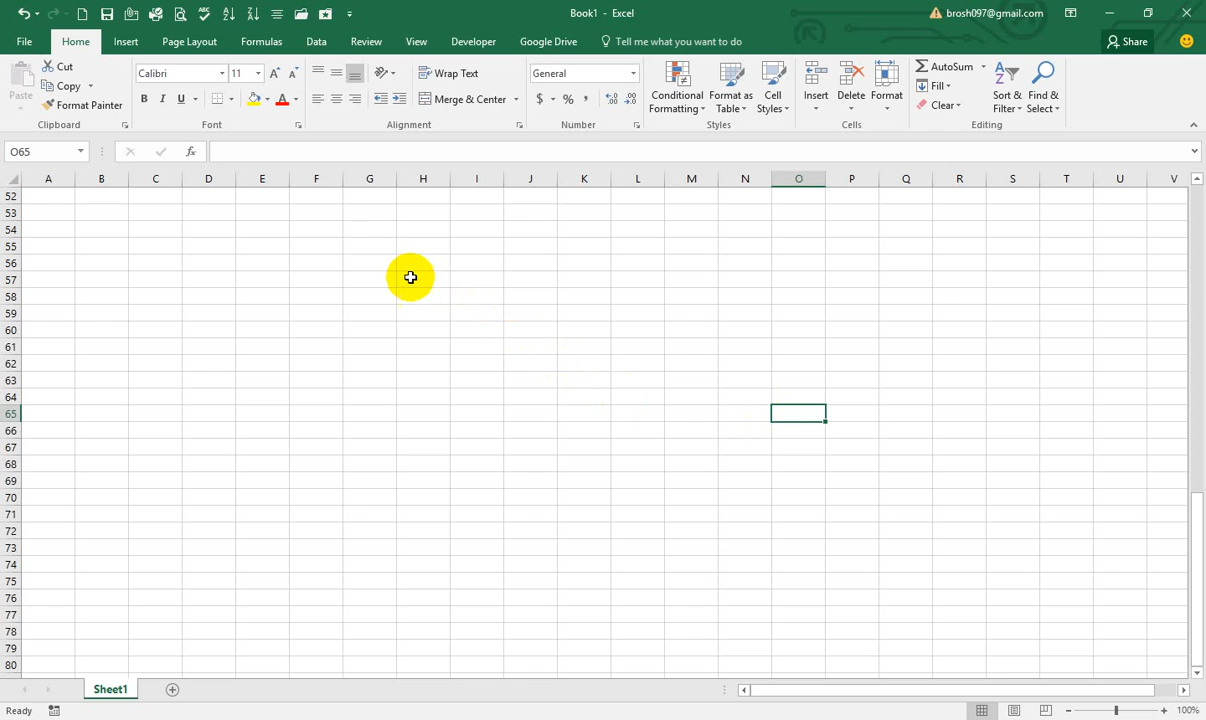 Book1 - Excel
brosh097@gmail.com
File Home Insert Page Layout Formulas Data Review View Developer Google Drive Tell me what you want to do Share
Paste Cut Copy Format Painter Clipboard
Calibri 11 B I U A A A Font
Wrap Text Merge & Center Alignment
General $ % , Number
Conditional Formatting Format as Table Cell Styles Styles
Insert Delete Format Cells
AutoSum Fill Clear Sort & Filter Find & Select Editing
O65 fx
A B C D E F G H I J K L M N O P Q R S T U V
52
53
54
55
56
57
58
59
60
61
62
63
64
65
66
67
68
69
70
71
72
73
74
75
76
77
78
79
80
Sheet1
Ready 100%